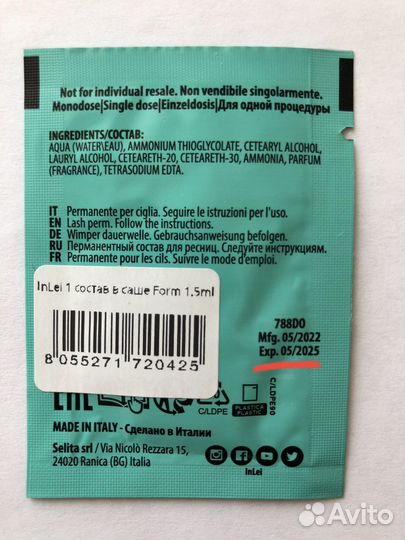 Not for individual resale. Non vendibile singolarmente.
Monodose|Single dose|Einzeldosis|Для одной процедуры
INGREDIENTS/СОСТАВ:
AQUA (WATER\EAU), AMMONIUM THIOGLYCOLATE, CETEARYL ALCOHOL,
LAURYL ALCOHOL, CETEARETH-20, CETEARETH-30, AMMONIA, PARFUM
(FRAGRANCE), TETRASODIUM EDTA.
IT Permanente per ciglia. Seguire le istruzioni per l'uso.
EN Lash perm. Follow the instructions.
DE Wimper dauerwelle. Gebrauchsanweisung befolgen.
RU Перманентный состав для ресниц. Следуйте инструкциям.
FR Permanente pour les cils. Suivre le mode d'emploi.
InLei 1 состав в саше Form 1.5ml
8 055271 720425
788DO
Mfg. 05/2022
Exp. 05/2025
EAC
C/LDPE
PLASTICA
PLASTIC
C/LDPE90
MADE IN ITALY - Сделано в Италии
Selita srl / Via Nicolò Rezzara 15,
24020 Ranica (BG) Italia
InLei
Avito